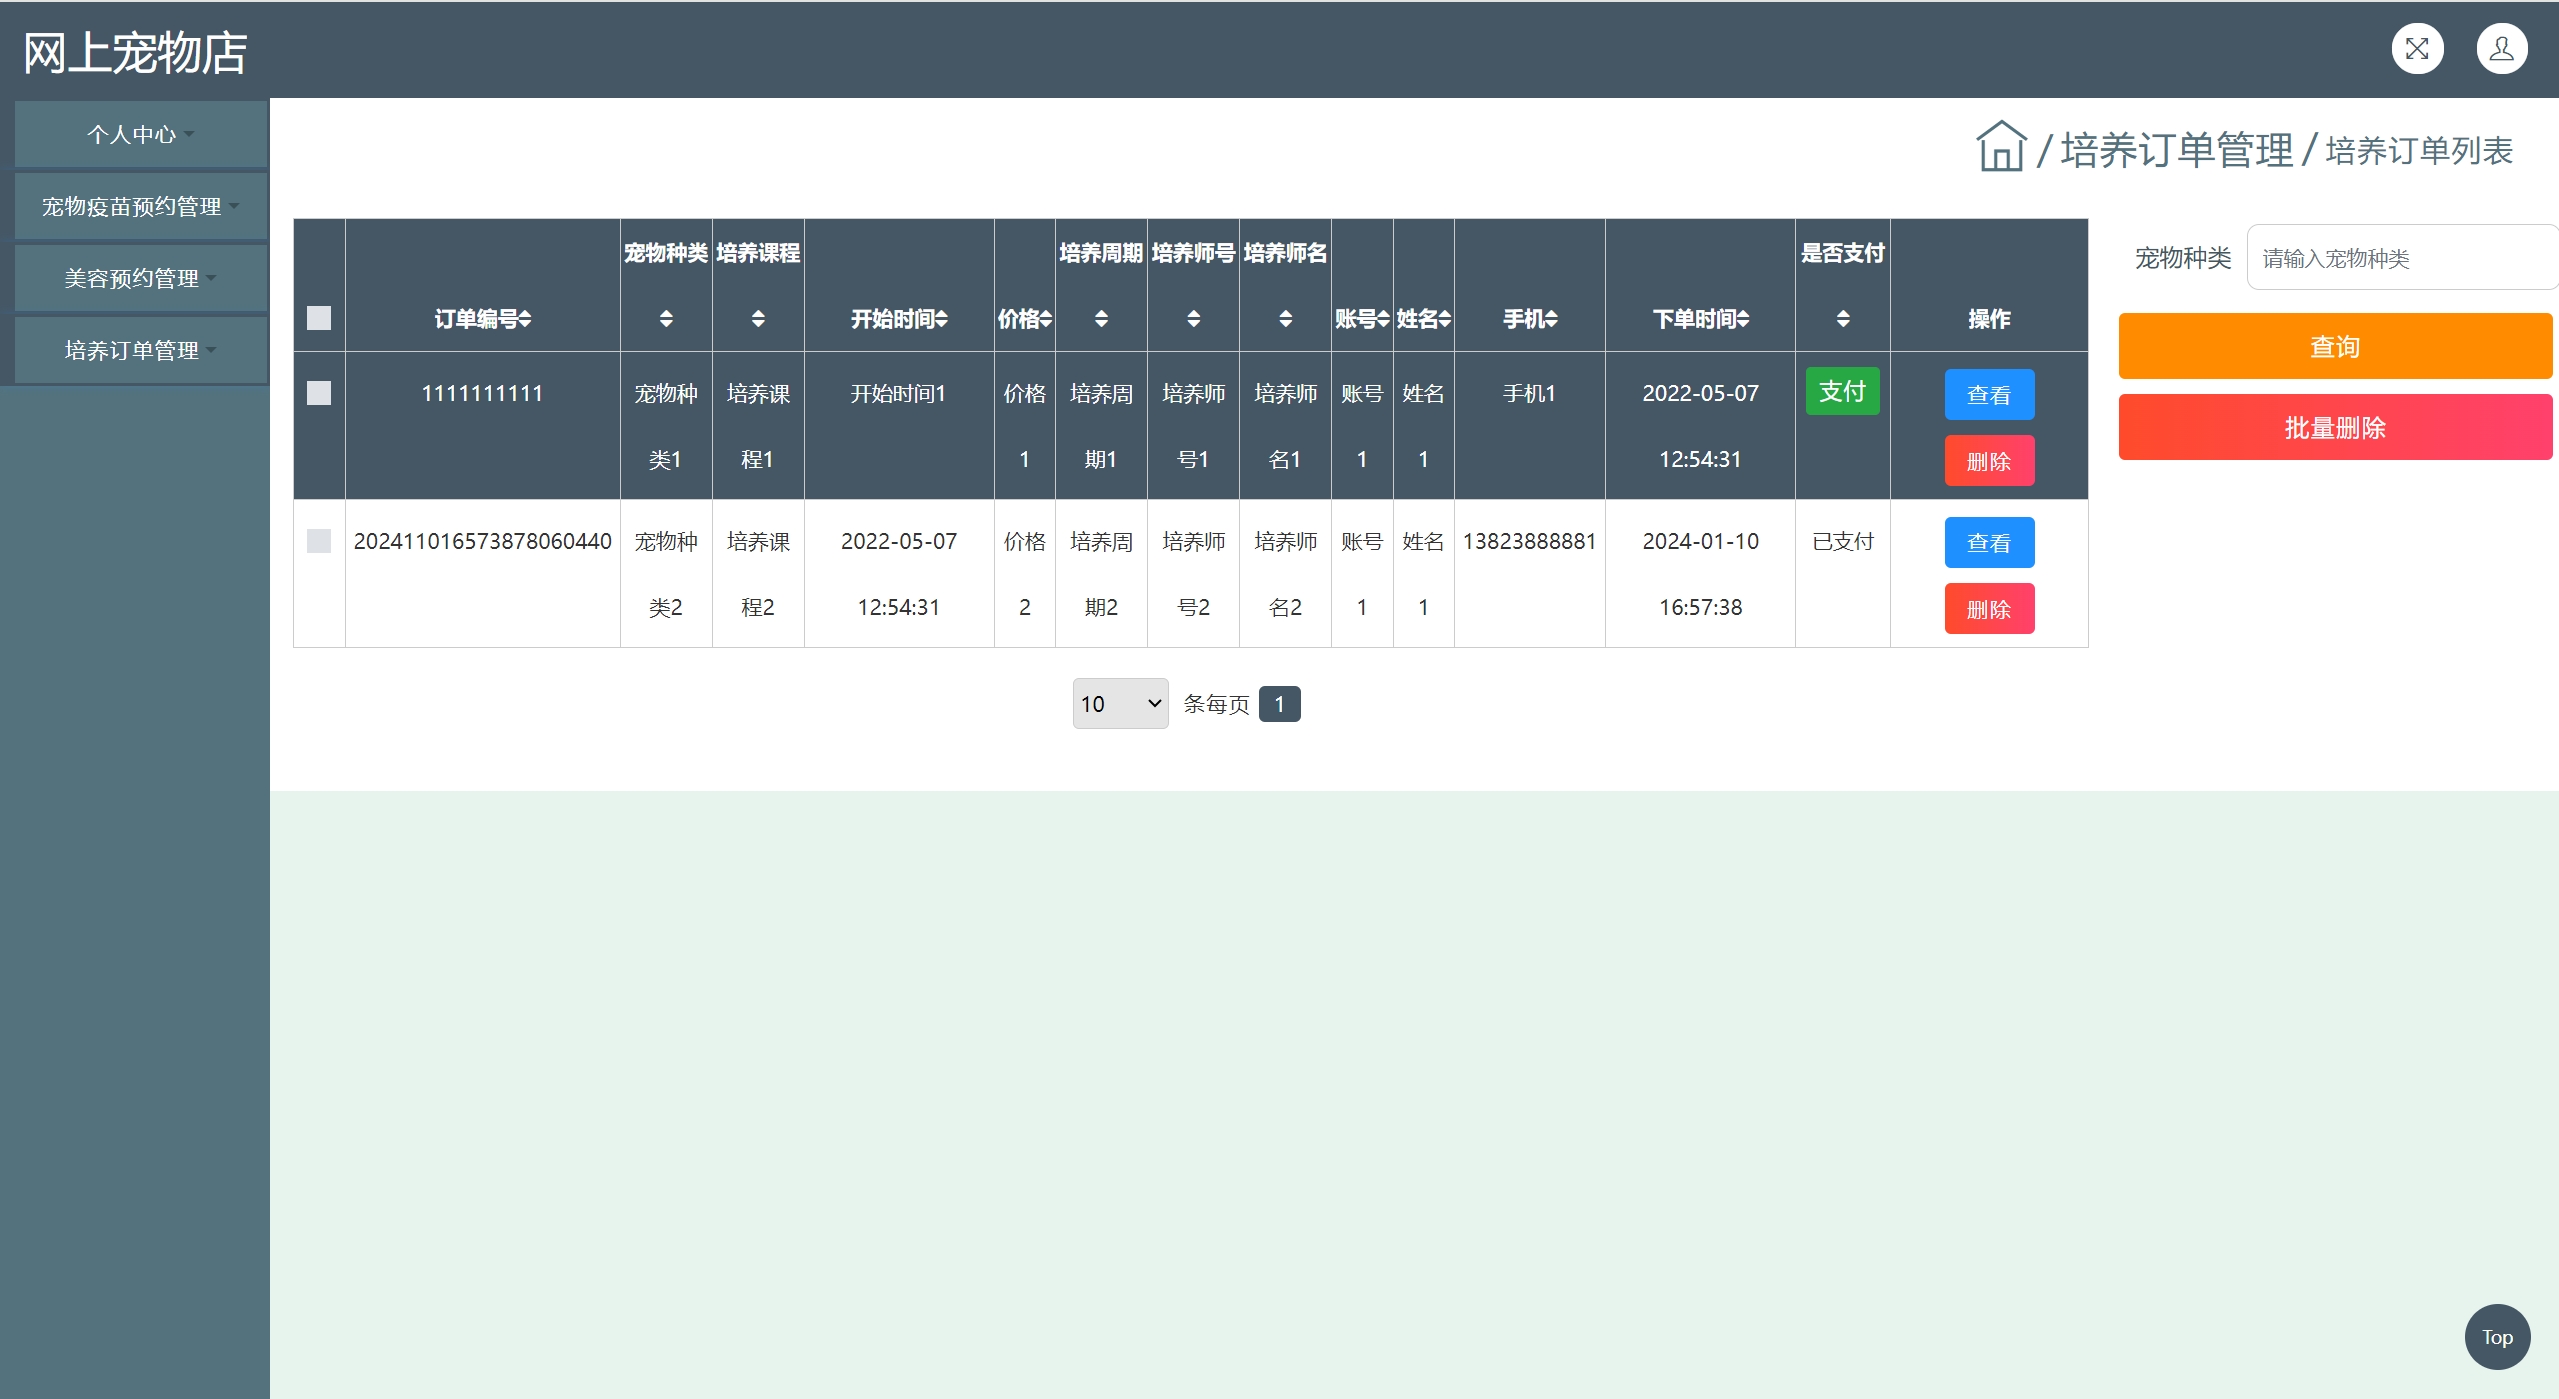 网上宠物店
个人中心
宠物疫苗预约管理
美容预约管理
培养订单管理
/ 培养订单管理 / 培养订单列表
订单编号 宠物种类 培养课程 开始时间 价格 培养周期 培养师号 培养师名 账号 姓名 手机 下单时间 是否支付 操作
1111111111 宠物种 培养课 开始时间1 价格 培养周 培养师 培养师 账号 姓名 手机1 2022-05-07 支付 查看
类1 程1 1 期1 号1 名1 1 1 12:54:31 删除
202411016573878060440 宠物种 培养课 2022-05-07 价格 培养周 培养师 培养师 账号 姓名 13823888881 2024-01-10 已支付 查看
类2 程2 12:54:31 2 期2 号2 名2 1 1 16:57:38 删除
10 条每页 1
宠物种类 请输入宠物种类
查询
批量删除
Top